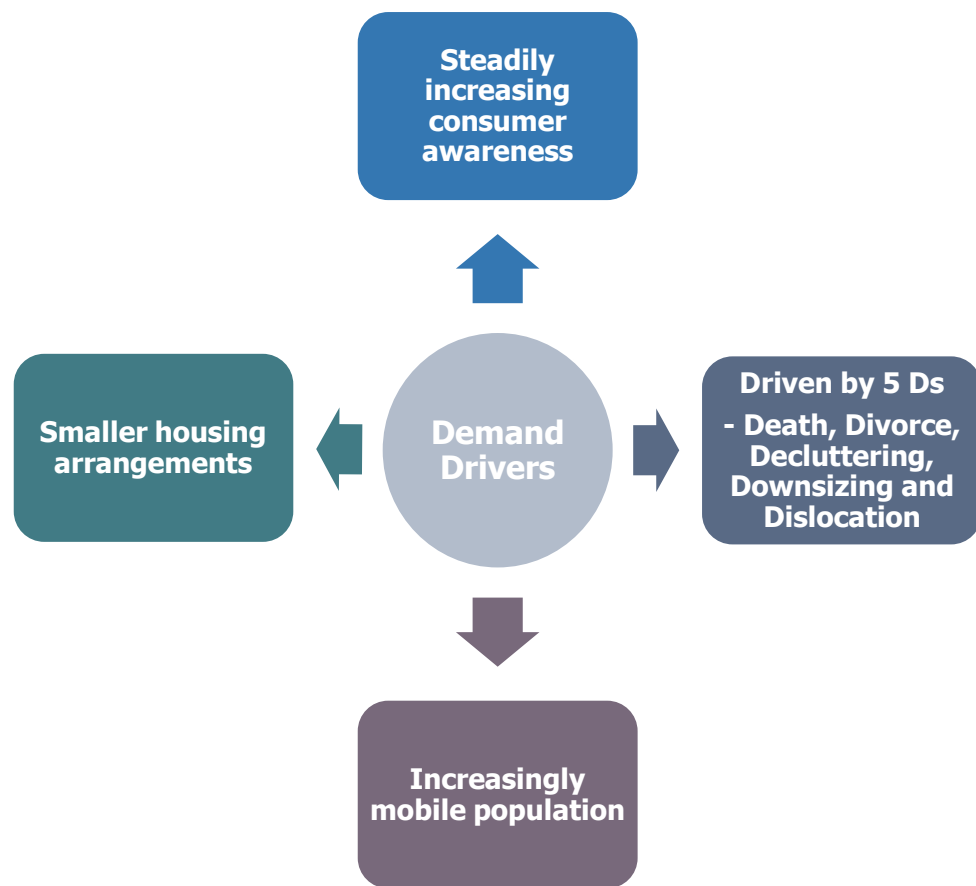 Steadily
increasing
consumer
awareness
Smaller housing
arrangements
Demand
Drivers
Driven by 5 Ds
- Death, Divorce,
Decluttering,
Downsizing and
Dislocation
Increasingly
mobile population